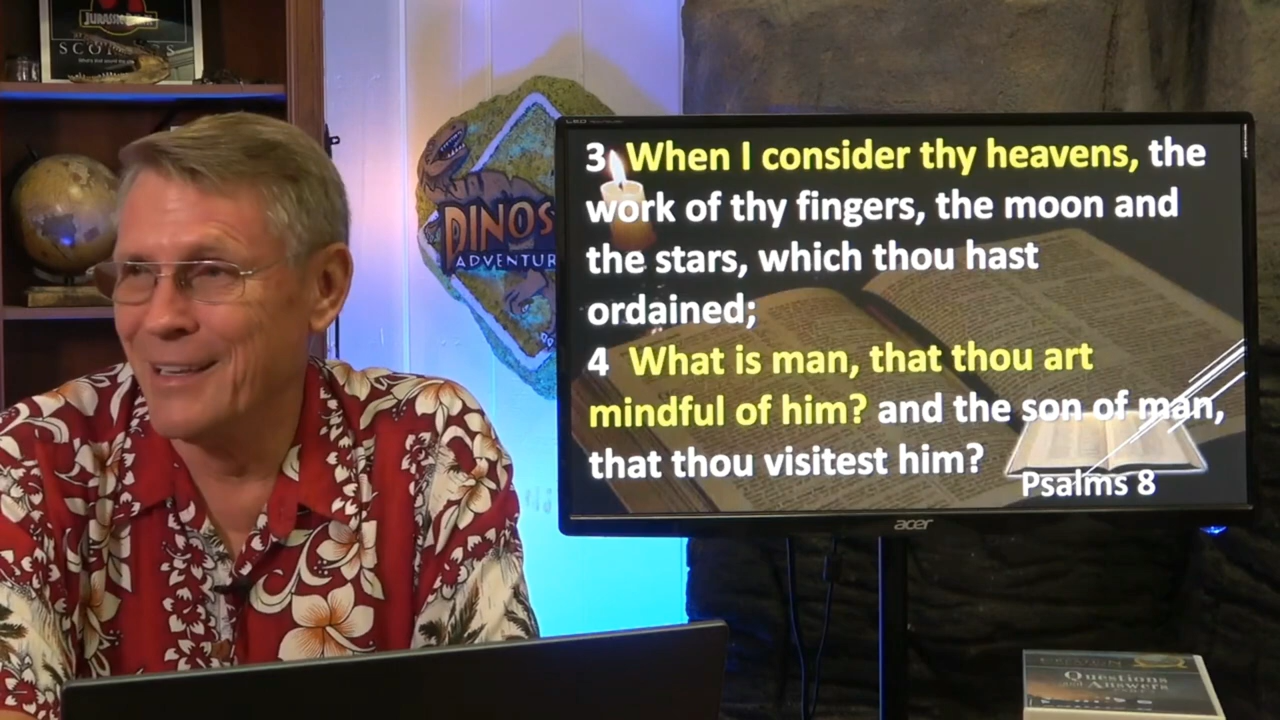 JURASSIC PARK
SCORES
DINOS
ADVENTUR
3 When I consider thy heavens, the
work of thy fingers, the moon and
the stars, which thou hast
ordained;
4 What is man, that thou art
mindful of him? and the son of man,
that thou visitest him?
Psalms 8
acer
Questions
and Answers